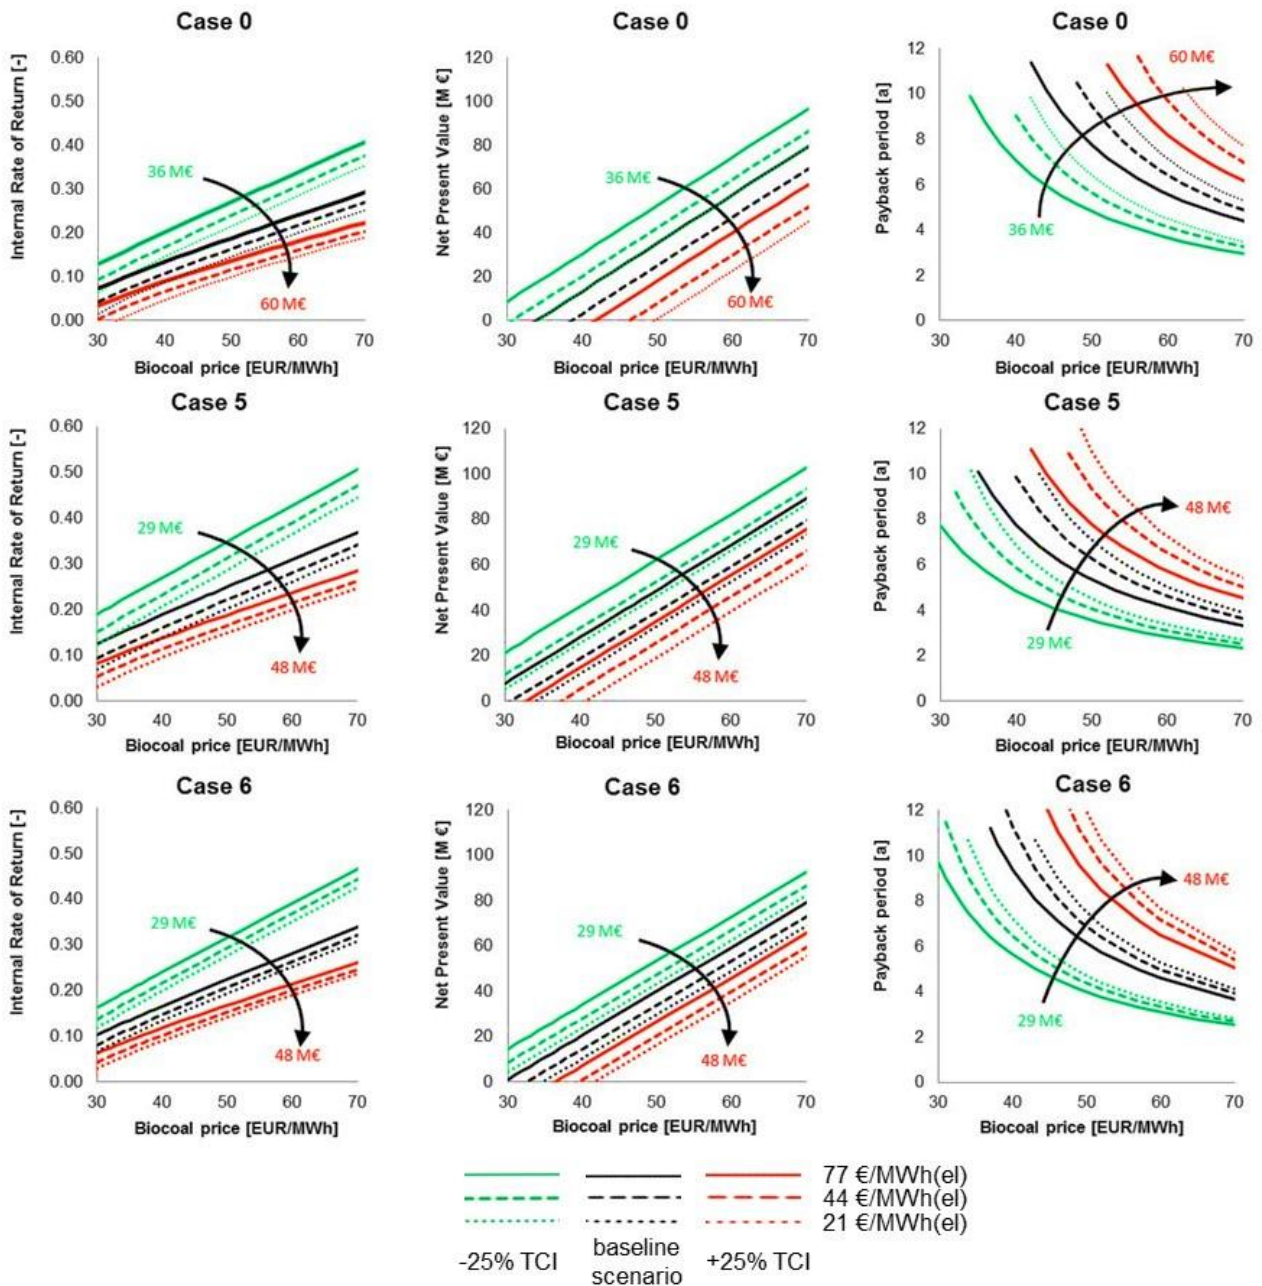 Case 0
Internal Rate of Return [-]
0.60
0.50
0.40
0.30
0.20
0.10
0.00
36 M€
60 M€
30 40 50 60 70
Biocoal price [EUR/MWh]
Case 0
Net Present Value [M €]
120
100
80
60
40
20
0
36 M€
60 M€
30 40 50 60 70
Biocoal price [EUR/MWh]
Case 0
Payback period [a]
12
10
8
6
4
2
0
60 M€
36 M€
30 40 50 60 70
Biocoal price [EUR/MWh]
Case 5
Internal Rate of Return [-]
0.60
0.50
0.40
0.30
0.20
0.10
0.00
29 M€
48 M€
30 40 50 60 70
Biocoal price [EUR/MWh]
Case 5
Net Present Value [M €]
120
100
80
60
40
20
0
29 M€
48 M€
30 40 50 60 70
Biocoal price [EUR/MWh]
Case 5
Payback period [a]
12
10
8
6
4
2
0
48 M€
29 M€
30 40 50 60 70
Biocoal price [EUR/MWh]
Case 6
Internal Rate of Return [-]
0.60
0.50
0.40
0.30
0.20
0.10
0.00
29 M€
48 M€
30 40 50 60 70
Biocoal price [EUR/MWh]
Case 6
Net Present Value [M €]
120
100
80
60
40
20
0
29 M€
48 M€
30 40 50 60 70
Biocoal price [EUR/MWh]
Case 6
Payback period [a]
12
10
8
6
4
2
0
48 M€
29 M€
30 40 50 60 70
Biocoal price [EUR/MWh]
77 €/MWh(el)
44 €/MWh(el)
21 €/MWh(el)
-25% TCI
baseline
scenario
+25% TCI